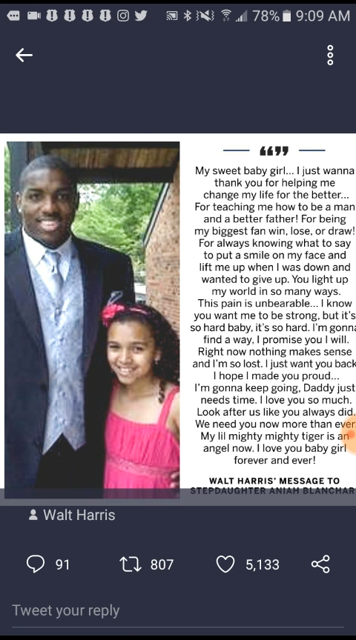 78% 9:09 AM
My sweet baby girl... I just wanna
thank you for helping me
change my life for the better...
For teaching me how to be a man
and a better father! For being
my biggest fan win, lose, or draw!
For always knowing what to say
to put a smile on my face and
lift me up when I was down and
wanted to give up. You light up
my world in so many ways.
This pain is unbearable... I know
you want me to be strong, but it's
so hard baby, it's so hard. I'm gonna
find a way, I promise you I will.
Right now nothing makes sense
and I'm so lost. I just want you back
I hope I made you proud...
I'm gonna keep going, Daddy just
needs time. I love you so much.
Look after us like you always did.
We need you now more than ever
My lil mighty mighty tiger is an
angel now. I love you baby girl
forever and ever!
WALT HARRIS' MESSAGE TO
STEPDAUGHTER ANIAH BLANCHAR
Walt Harris
91 807 5,133
Tweet your reply